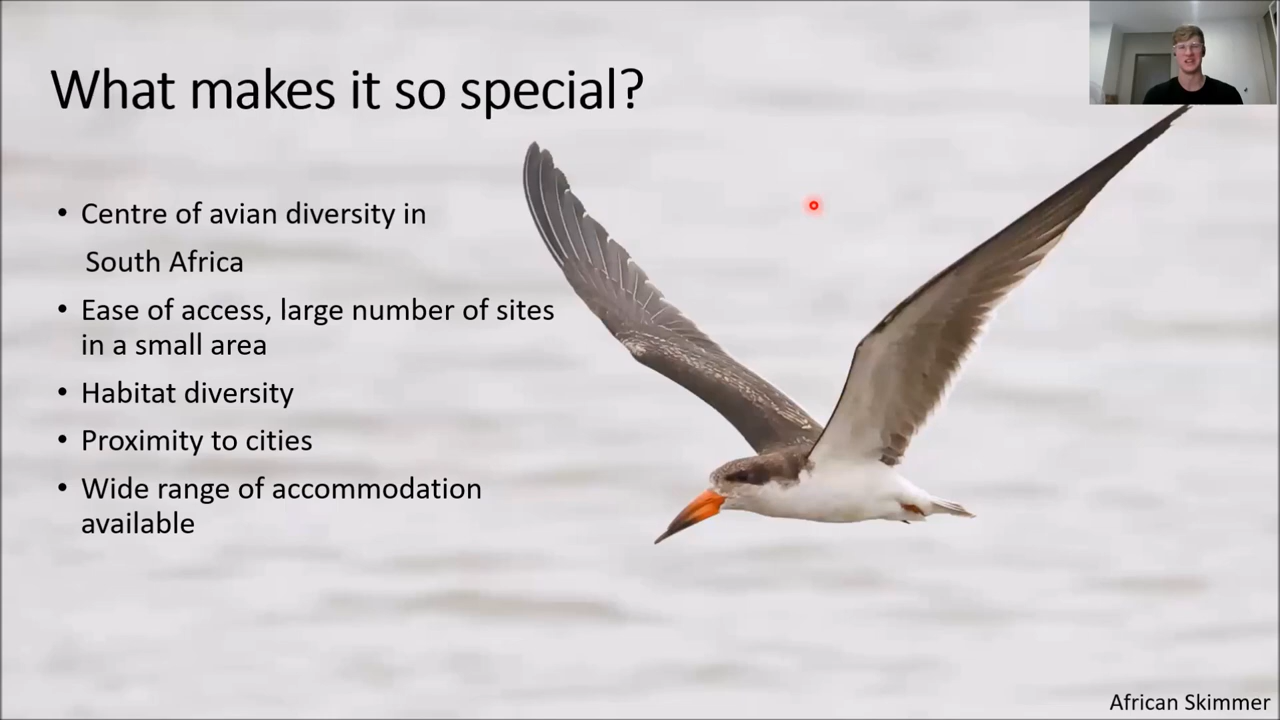 What makes it so special?
• Centre of avian diversity in
South Africa
• Ease of access, large number of sites
in a small area
• Habitat diversity
• Proximity to cities
• Wide range of accommodation
available
African Skimmer